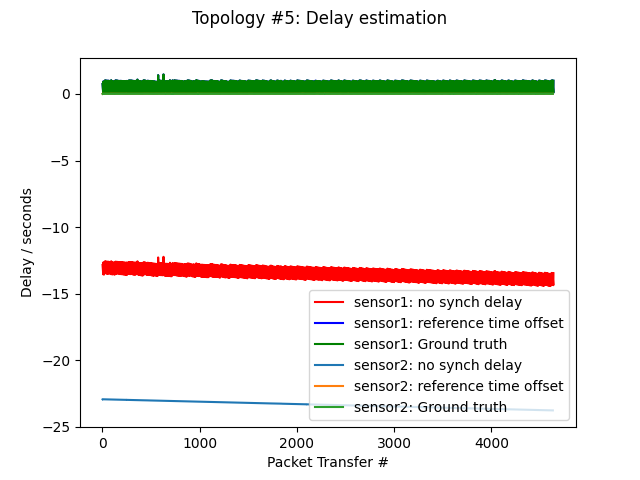 Topology #5: Delay estimation
Delay / seconds
0
−5
−10
−15
−20
−25
sensor1: no synch delay
sensor1: reference time offset
sensor1: Ground truth
sensor2: no synch delay
sensor2: reference time offset
sensor2: Ground truth
0
1000
2000
3000
4000
Packet Transfer #